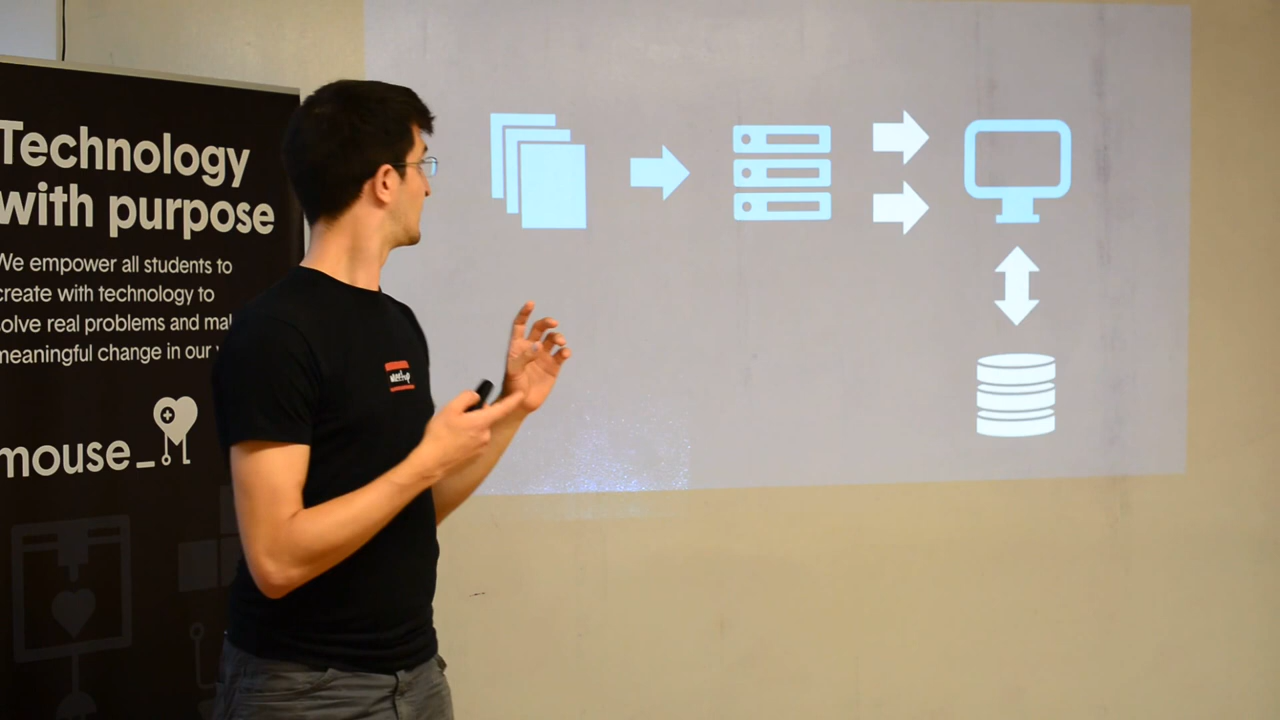 Technology
with purpose
We empower all students to
create with technology to
solve real problems and
meaningful change in our
mouse_
meetup